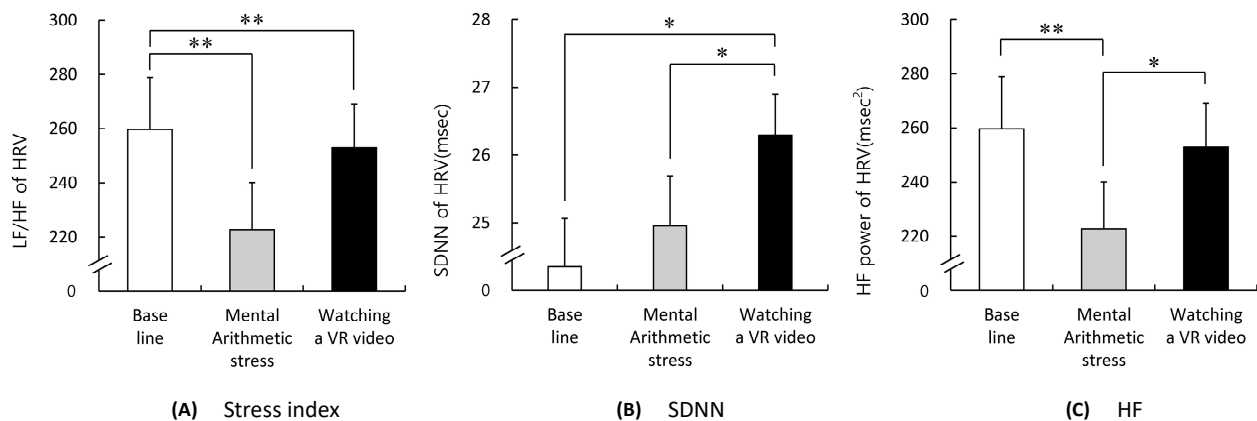 300
280
260
240
220
0
LF/HF of HRV
**
**
Base
line
Mental
Arithmetic
stress
Watching
a VR video
(A) Stress index
28
27
26
25
0
SDNN of HRV(msec)
*
*
Base
line
Mental
Arithmetic
stress
Watching
a VR video
(B) SDNN
300
280
260
240
220
0
HF power of HRV(msec²)
**
*
Base
line
Mental
Arithmetic
stress
Watching
a VR video
(C) HF